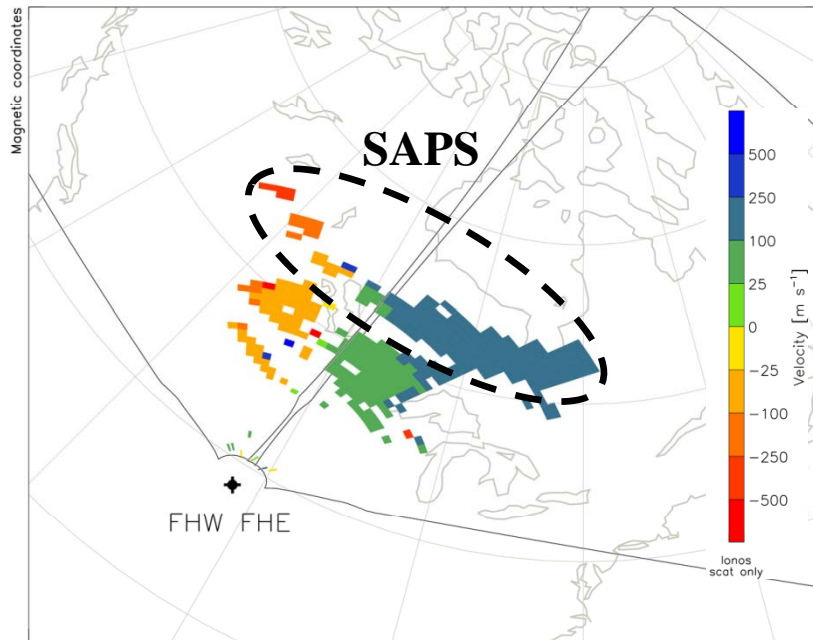 Magnetic coordinates
SAPS
500
250
100
25
0
−25
−100
−250
−500
Velocity [m s⁻¹]
Ionos
scat only
FHW FHE